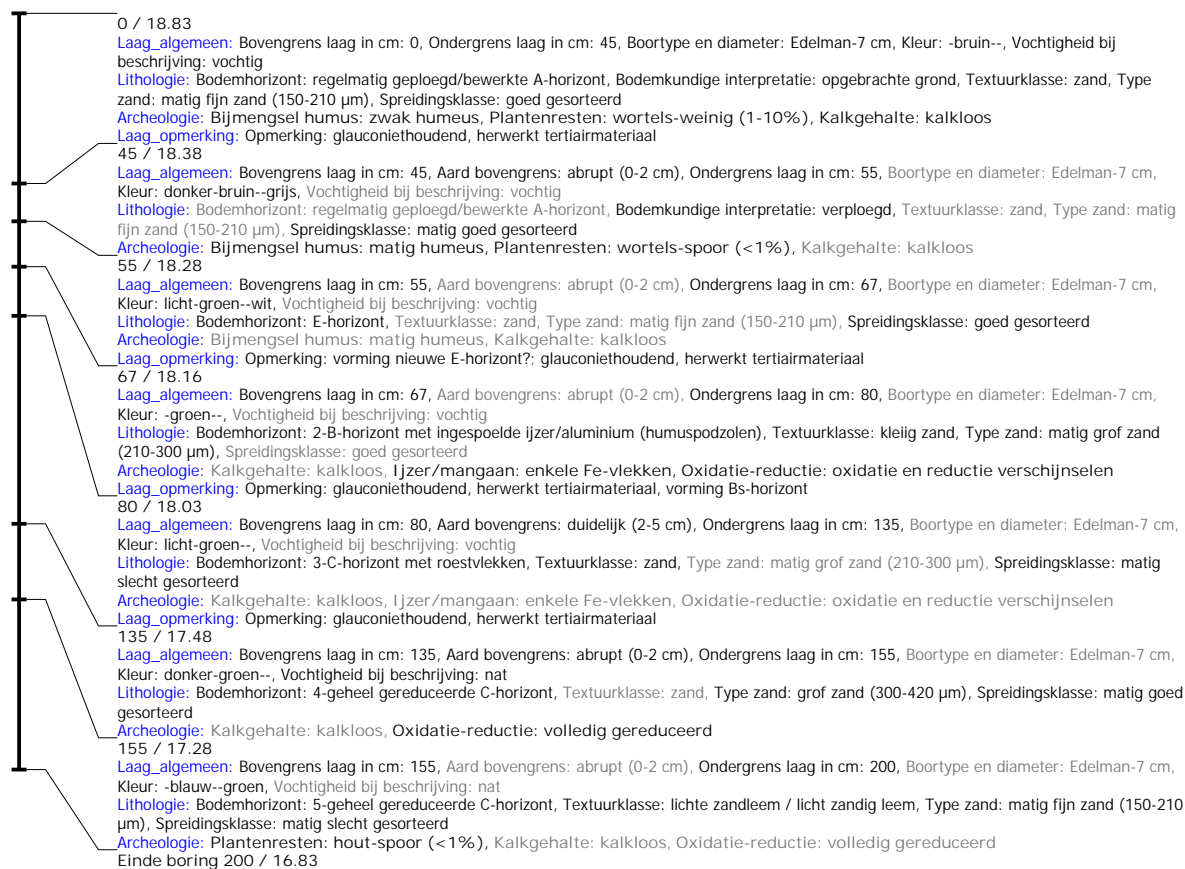 0 / 18.83
Laag_algemeen: Bovengrens laag in cm: 0, Ondergrens laag in cm: 45, Boortype en diameter: Edelman-7 cm, Kleur: -bruin--, Vochtigheid bij
beschrijving: vochtig
Lithologie: Bodemhorizont: regelmatig geploegd/bewerkte A-horizont, Bodemkundige interpretatie: opgebrachte grond, Textuurklasse: zand, Type
zand: matig fijn zand (150-210 µm), Spreidingsklasse: goed gesorteerd
Archeologie: Bijmengsel humus: zwak humeus, Plantenresten: wortels-weinig (1-10%), Kalkgehalte: kalkloos
Laag_opmerking: Opmerking: glauconiethoudend, herwerkt tertiairmateriaal
45 / 18.38
Laag_algemeen: Bovengrens laag in cm: 45, Aard bovengrens: abrupt (0-2 cm), Ondergrens laag in cm: 55, Boortype en diameter: Edelman-7 cm,
Kleur: donker-bruin--grijs, Vochtigheid bij beschrijving: vochtig
Lithologie: Bodemhorizont: regelmatig geploegd/bewerkte A-horizont, Bodemkundige interpretatie: verploegd, Textuurklasse: zand, Type zand: matig
fijn zand (150-210 µm), Spreidingsklasse: matig goed gesorteerd
Archeologie: Bijmengsel humus: matig humeus, Plantenresten: wortels-spoor (<1%), Kalkgehalte: kalkloos
55 / 18.28
Laag_algemeen: Bovengrens laag in cm: 55, Aard bovengrens: abrupt (0-2 cm), Ondergrens laag in cm: 67, Boortype en diameter: Edelman-7 cm,
Kleur: licht-groen--wit, Vochtigheid bij beschrijving: vochtig
Lithologie: Bodemhorizont: E-horizont, Textuurklasse: zand, Type zand: matig fijn zand (150-210 µm), Spreidingsklasse: goed gesorteerd
Archeologie: Bijmengsel humus: matig humeus, Kalkgehalte: kalkloos
Laag_opmerking: Opmerking: vorming nieuwe E-horizont?; glauconiethoudend, herwerkt tertiairmateriaal
67 / 18.16
Laag_algemeen: Bovengrens laag in cm: 67, Aard bovengrens: abrupt (0-2 cm), Ondergrens laag in cm: 80, Boortype en diameter: Edelman-7 cm,
Kleur: -groen--, Vochtigheid bij beschrijving: vochtig
Lithologie: Bodemhorizont: 2-B-horizont met ingespoelde ijzer/aluminium (humuspodzolen), Textuurklasse: kleiig zand, Type zand: matig grof zand
(210-300 µm), Spreidingsklasse: goed gesorteerd
Archeologie: Kalkgehalte: kalkloos, Ijzer/mangaan: enkele Fe-vlekken, Oxidatie-reductie: oxidatie en reductie verschijnselen
Laag_opmerking: Opmerking: glauconiethoudend, herwerkt tertiairmateriaal, vorming Bs-horizont
80 / 18.03
Laag_algemeen: Bovengrens laag in cm: 80, Aard bovengrens: duidelijk (2-5 cm), Ondergrens laag in cm: 135, Boortype en diameter: Edelman-7 cm,
Kleur: licht-groen--, Vochtigheid bij beschrijving: vochtig
Lithologie: Bodemhorizont: 3-C-horizont met roestvlekken, Textuurklasse: zand, Type zand: matig grof zand (210-300 µm), Spreidingsklasse: matig
slecht gesorteerd
Archeologie: Kalkgehalte: kalkloos, Ijzer/mangaan: enkele Fe-vlekken, Oxidatie-reductie: oxidatie en reductie verschijnselen
Laag_opmerking: Opmerking: glauconiethoudend, herwerkt tertiairmateriaal
135 / 17.48
Laag_algemeen: Bovengrens laag in cm: 135, Aard bovengrens: abrupt (0-2 cm), Ondergrens laag in cm: 155, Boortype en diameter: Edelman-7 cm,
Kleur: donker-groen--, Vochtigheid bij beschrijving: nat
Lithologie: Bodemhorizont: 4-geheel gereduceerde C-horizont, Textuurklasse: zand, Type zand: grof zand (300-420 µm), Spreidingsklasse: matig goed
gesorteerd
Archeologie: Kalkgehalte: kalkloos, Oxidatie-reductie: volledig gereduceerd
155 / 17.28
Laag_algemeen: Bovengrens laag in cm: 155, Aard bovengrens: abrupt (0-2 cm), Ondergrens laag in cm: 200, Boortype en diameter: Edelman-7 cm,
Kleur: -blauw--groen, Vochtigheid bij beschrijving: nat
Lithologie: Bodemhorizont: 5-geheel gereduceerde C-horizont, Textuurklasse: lichte zandleem / licht zandig leem, Type zand: matig fijn zand (150-210
µm), Spreidingsklasse: matig slecht gesorteerd
Archeologie: Plantenresten: hout-spoor (<1%), Kalkgehalte: kalkloos, Oxidatie-reductie: volledig gereduceerd
Einde boring 200 / 16.83